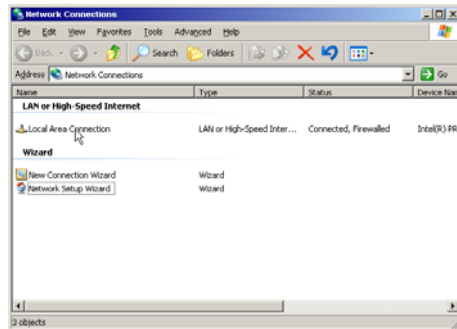 Network Connections
File Edit View Favorites Tools Advanced Help
Back Search Folders
Address Network Connections Go
Name Type Status Device Nam
LAN or High-Speed Internet
Local Area Connection LAN or High-Speed Inter... Connected, Firewalled Intel(R) PR
Wizard
New Connection Wizard Wizard
Network Setup Wizard Wizard
3 objects